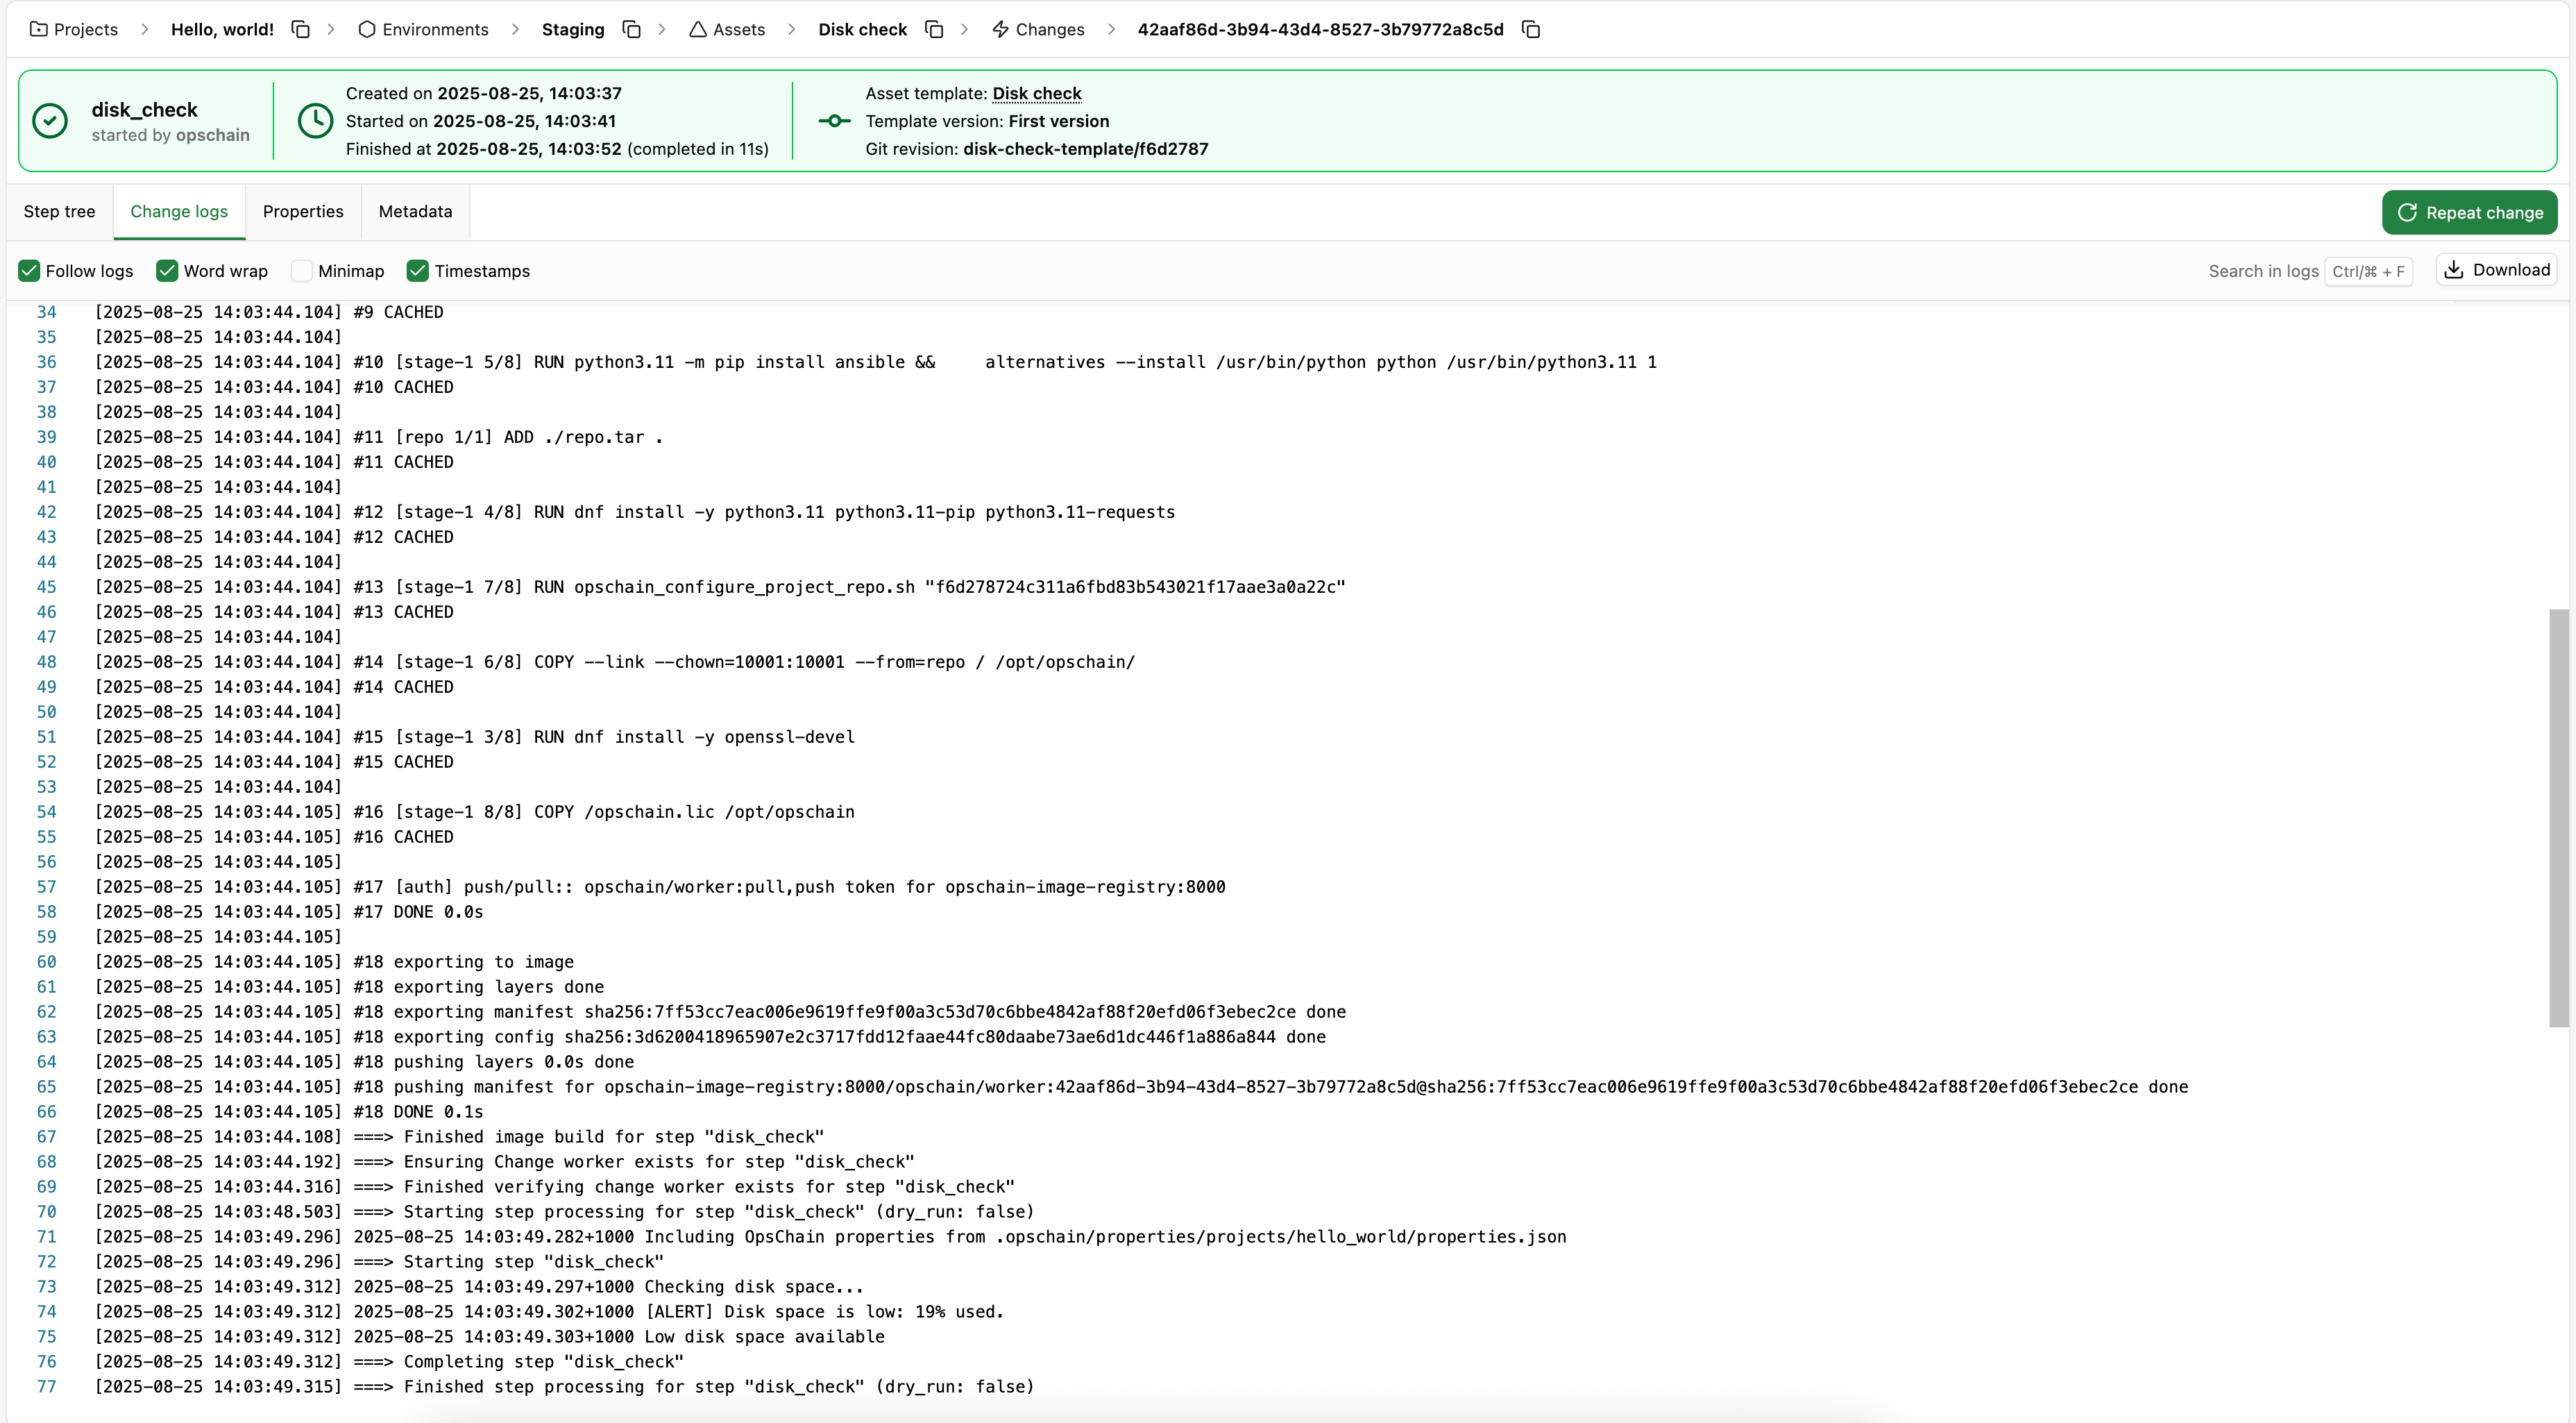 Projects > Hello, world! > Environments > Staging > Assets > Disk check > Changes > 42aaf86d-3b94-43d4-8527-3b79772a8c5d
disk_check
started by opschain
Created on 2025-08-25, 14:03:37
Started on 2025-08-25, 14:03:41
Finished at 2025-08-25, 14:03:52 (completed in 11s)
Asset template: Disk check
Template version: First version
Git revision: disk-check-template/f6d2787
Step tree Change logs Properties Metadata Repeat change
Follow logs Word wrap Minimap Timestamps Search in logs Ctrl/⌘ + F Download
34 [2025-08-25 14:03:44.104] #9 CACHED
35 [2025-08-25 14:03:44.104]
36 [2025-08-25 14:03:44.104] #10 [stage-1 5/8] RUN python3.11 -m pip install ansible &&     alternatives --install /usr/bin/python python /usr/bin/python3.11 1
37 [2025-08-25 14:03:44.104] #10 CACHED
38 [2025-08-25 14:03:44.104]
39 [2025-08-25 14:03:44.104] #11 [repo 1/1] ADD ./repo.tar .
40 [2025-08-25 14:03:44.104] #11 CACHED
41 [2025-08-25 14:03:44.104]
42 [2025-08-25 14:03:44.104] #12 [stage-1 4/8] RUN dnf install -y python3.11 python3.11-pip python3.11-requests
43 [2025-08-25 14:03:44.104] #12 CACHED
44 [2025-08-25 14:03:44.104]
45 [2025-08-25 14:03:44.104] #13 [stage-1 7/8] RUN opschain_configure_project_repo.sh "f6d278724c311a6fbd83b543021f17aae3a0a22c"
46 [2025-08-25 14:03:44.104] #13 CACHED
47 [2025-08-25 14:03:44.104]
48 [2025-08-25 14:03:44.104] #14 [stage-1 6/8] COPY --link --chown=10001:10001 --from=repo / /opt/opschain/
49 [2025-08-25 14:03:44.104] #14 CACHED
50 [2025-08-25 14:03:44.104]
51 [2025-08-25 14:03:44.104] #15 [stage-1 3/8] RUN dnf install -y openssl-devel
52 [2025-08-25 14:03:44.104] #15 CACHED
53 [2025-08-25 14:03:44.104]
54 [2025-08-25 14:03:44.105] #16 [stage-1 8/8] COPY /opschain.lic /opt/opschain
55 [2025-08-25 14:03:44.105] #16 CACHED
56 [2025-08-25 14:03:44.105]
57 [2025-08-25 14:03:44.105] #17 [auth] push/pull:: opschain/worker:pull,push token for opschain-image-registry:8000
58 [2025-08-25 14:03:44.105] #17 DONE 0.0s
59 [2025-08-25 14:03:44.105]
60 [2025-08-25 14:03:44.105] #18 exporting to image
61 [2025-08-25 14:03:44.105] #18 exporting layers done
62 [2025-08-25 14:03:44.105] #18 exporting manifest sha256:7ff53cc7eac006e9619ffe9f00a3c53d70c6bbe4842af88f20efd06f3ebec2ce done
63 [2025-08-25 14:03:44.105] #18 exporting config sha256:3d6200418965907e2c3717fdd12faae44fc80daabe73ae6d1dc446f1a886a844 done
64 [2025-08-25 14:03:44.105] #18 pushing layers 0.0s done
65 [2025-08-25 14:03:44.105] #18 pushing manifest for opschain-image-registry:8000/opschain/worker:42aaf86d-3b94-43d4-8527-3b79772a8c5d@sha256:7ff53cc7eac006e9619ffe9f00a3c53d70c6bbe4842af88f20efd06f3ebec2ce done
66 [2025-08-25 14:03:44.105] #18 DONE 0.1s
67 [2025-08-25 14:03:44.108] ===> Finished image build for step "disk_check"
68 [2025-08-25 14:03:44.192] ===> Ensuring Change worker exists for step "disk_check"
69 [2025-08-25 14:03:44.316] ===> Finished verifying change worker exists for step "disk_check"
70 [2025-08-25 14:03:48.503] ===> Starting step processing for step "disk_check" (dry_run: false)
71 [2025-08-25 14:03:49.296] 2025-08-25 14:03:49.282+1000 Including OpsChain properties from .opschain/properties/projects/hello_world/properties.json
72 [2025-08-25 14:03:49.296] ===> Starting step "disk_check"
73 [2025-08-25 14:03:49.312] 2025-08-25 14:03:49.297+1000 Checking disk space...
74 [2025-08-25 14:03:49.312] 2025-08-25 14:03:49.302+1000 [ALERT] Disk space is low: 19% used.
75 [2025-08-25 14:03:49.312] 2025-08-25 14:03:49.303+1000 Low disk space available
76 [2025-08-25 14:03:49.312] ===> Completing step "disk_check"
77 [2025-08-25 14:03:49.315] ===> Finished step processing for step "disk_check" (dry_run: false)